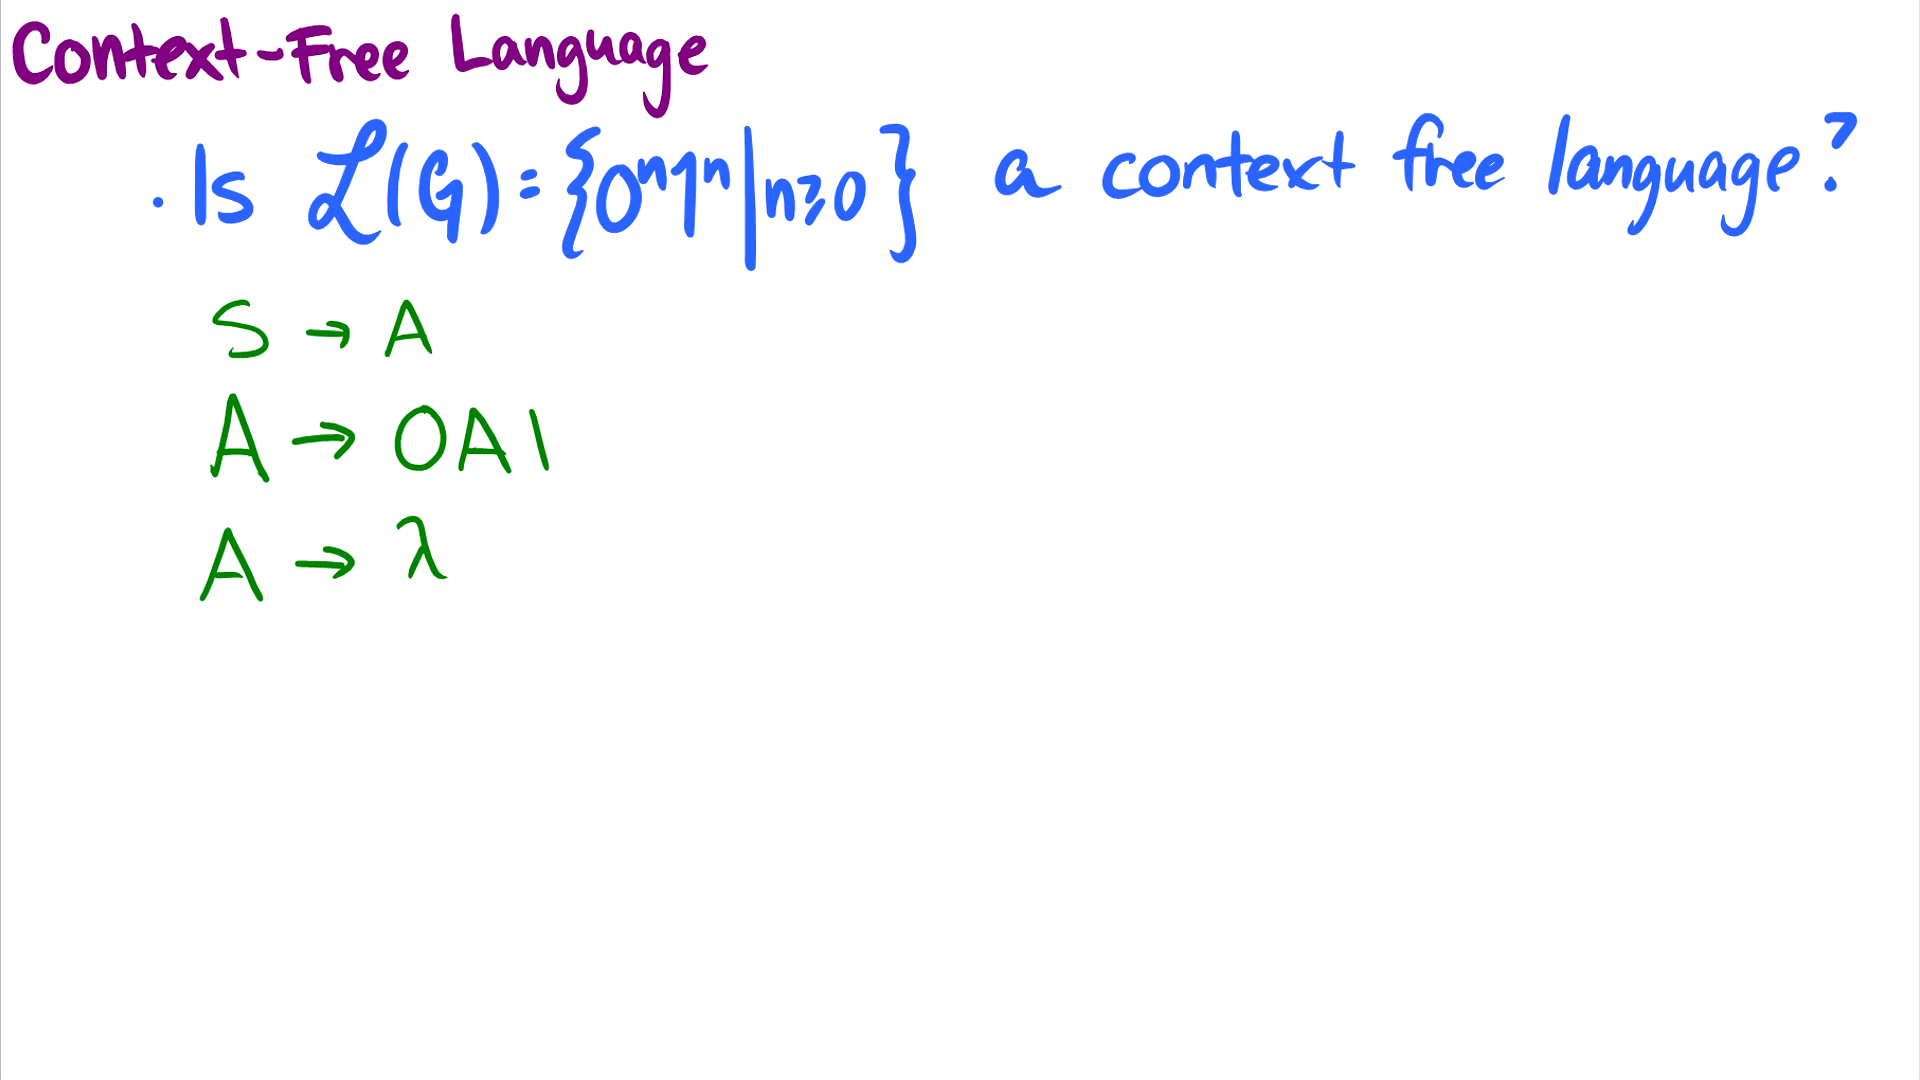 Context-Free Language
. Is ℒ(G)={0ⁿ1ⁿ|n⩾0} a context free language?
S → A
A → 0A1
A → λ